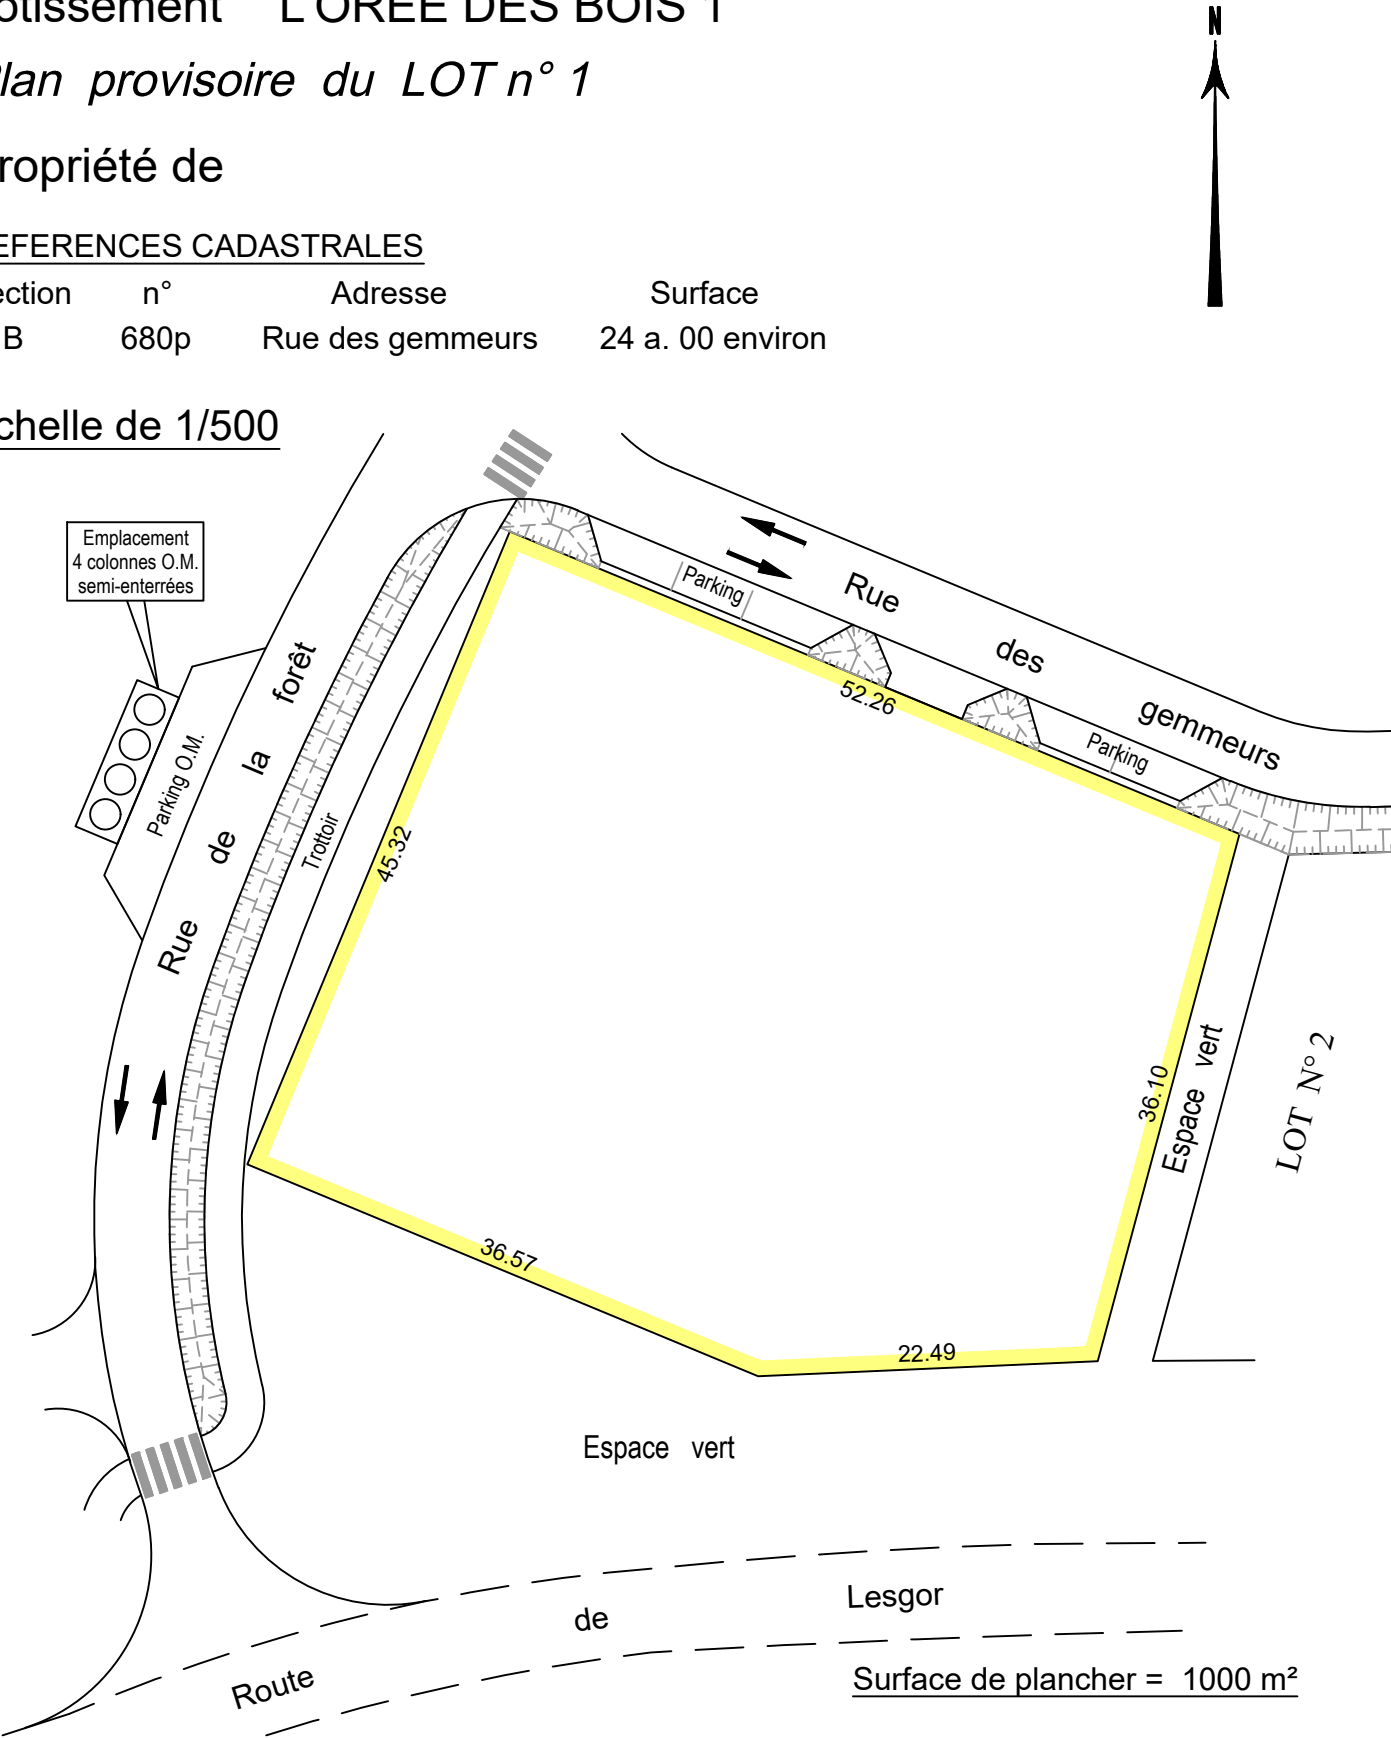 otissement L'OREE DES BOIS 1
Plan provisoire du LOT n° 1
ropriété de
EFERENCES CADASTRALES
ection n° Adresse Surface
B 680p Rue des gemmeurs 24 a. 00 environ
chelle de 1/500
N
Emplacement
4 colonnes O.M.
semi-enterrées
Parking O.M.
Rue de la forêt
Trottoir
Parking
Rue des gemmeurs
Parking
52.26
45.32
36.10
36.57
22.49
Espace vert
LOT N° 2
Espace vert
Route de Lesgor
Surface de plancher = 1000 m²